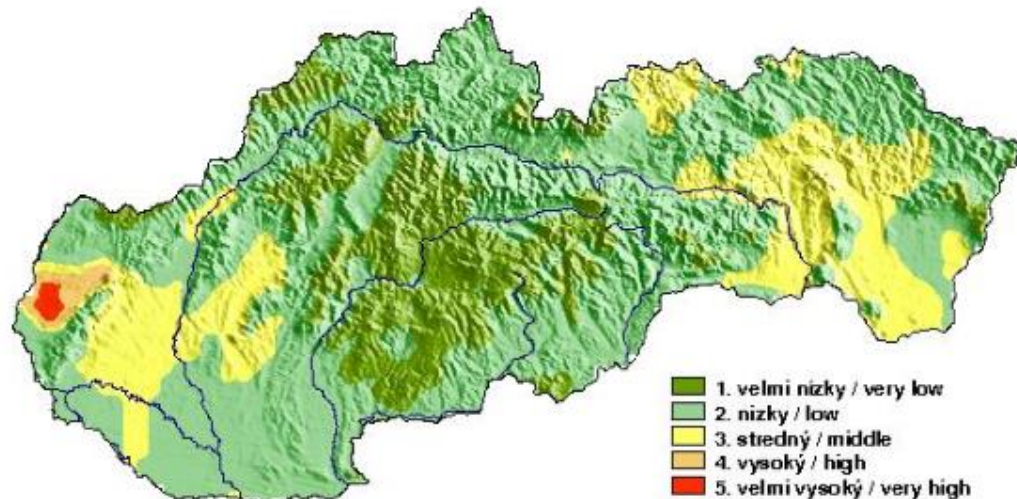 1. velmi nízky / very low
2. nízky / low
3. stredný / middle
4. vysoký / high
5. velmi vysoký / very high